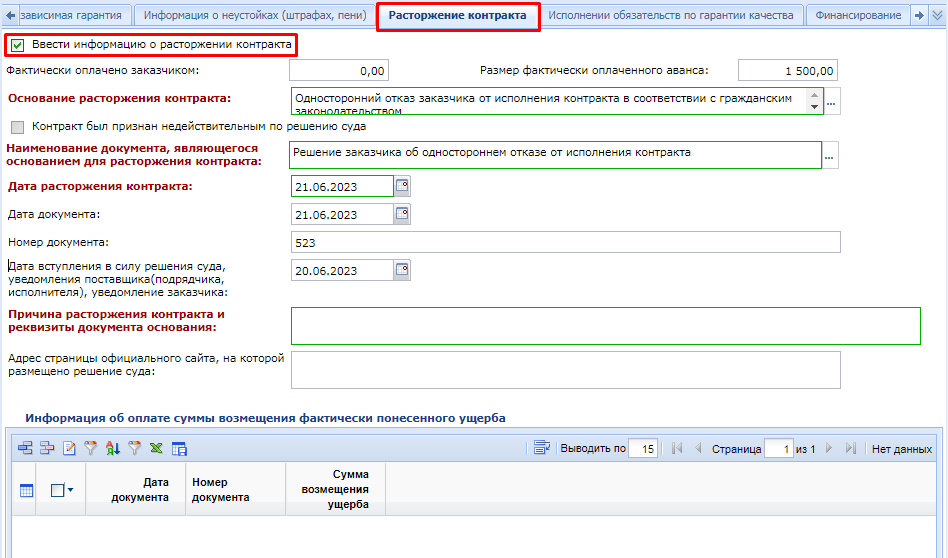 зависимая гарантия Информация о неустойках (штрафах, пени) Расторжение контракта Исполнении обязательств по гарантии качества Финансирование
Ввести информацию о расторжении контракта
Фактически оплачено заказчиком: 0,00 Размер фактически оплаченного аванса: 1 500,00
Основание расторжения контракта: Односторонний отказ заказчика от исполнения контракта в соответствии с гражданским
законодательством ...
Контракт был признан недействительным по решению суда
Наименование документа, являющегося
основанием для расторжения контракта: Решение заказчика об одностороннем отказе от исполнения контракта ...
Дата расторжения контракта: 21.06.2023
Дата документа: 21.06.2023
Номер документа: 523
Дата вступления в силу решения суда,
уведомления поставщика(подрядчика,
исполнителя), уведомление заказчика: 20.06.2023
Причина расторжения контракта и
реквизиты документа основания:
Адрес страницы официального сайта, на которой
размещено решение суда:
Информация об оплате суммы возмещения фактически понесенного ущерба
Выводить по 15 Страница 1 из 1 Нет данных
Дата
документа
Номер
документа
Сумма
возмещения
ущерба